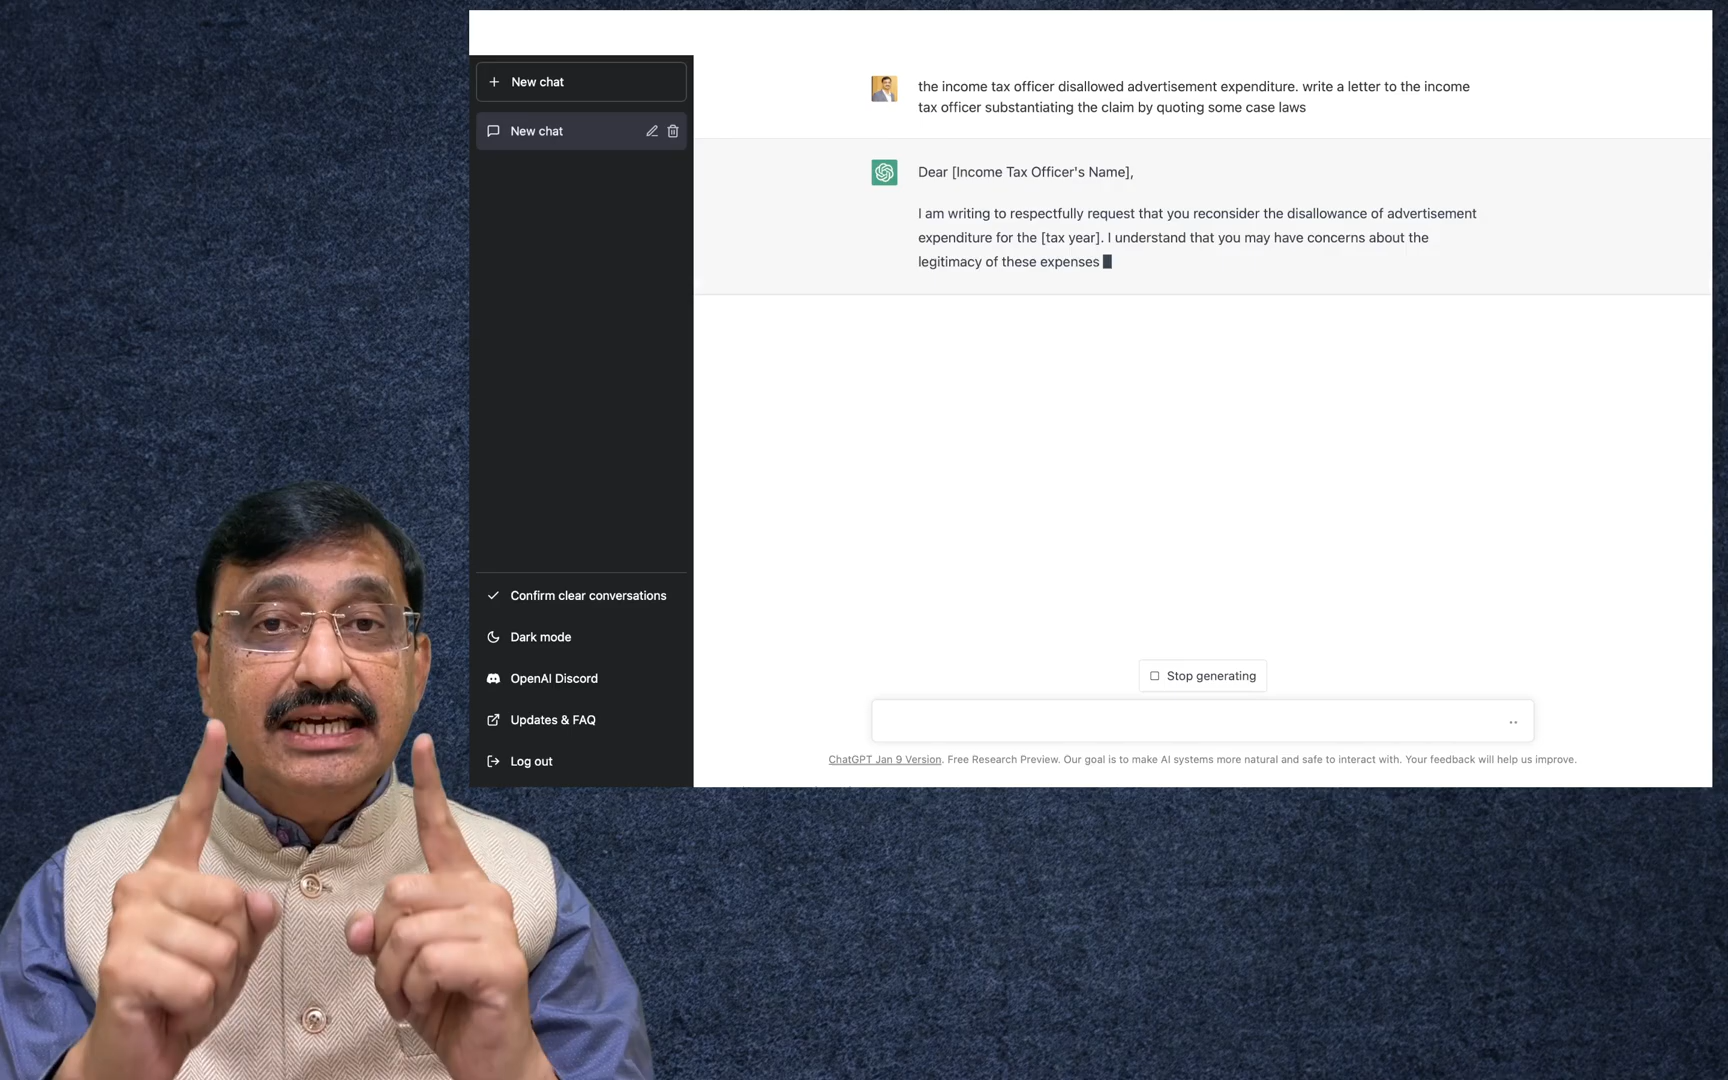 New chat
New chat
Confirm clear conversations
Dark mode
OpenAI Discord
Updates & FAQ
Log out
the income tax officer disallowed advertisement expenditure. write a letter to the income
tax officer substantiating the claim by quoting some case laws
Dear [Income Tax Officer's Name],
I am writing to respectfully request that you reconsider the disallowance of advertisement
expenditure for the [tax year]. I understand that you may have concerns about the
legitimacy of these expenses
Stop generating
ChatGPT Jan 9 Version. Free Research Preview. Our goal is to make AI systems more natural and safe to interact with. Your feedback will help us improve.